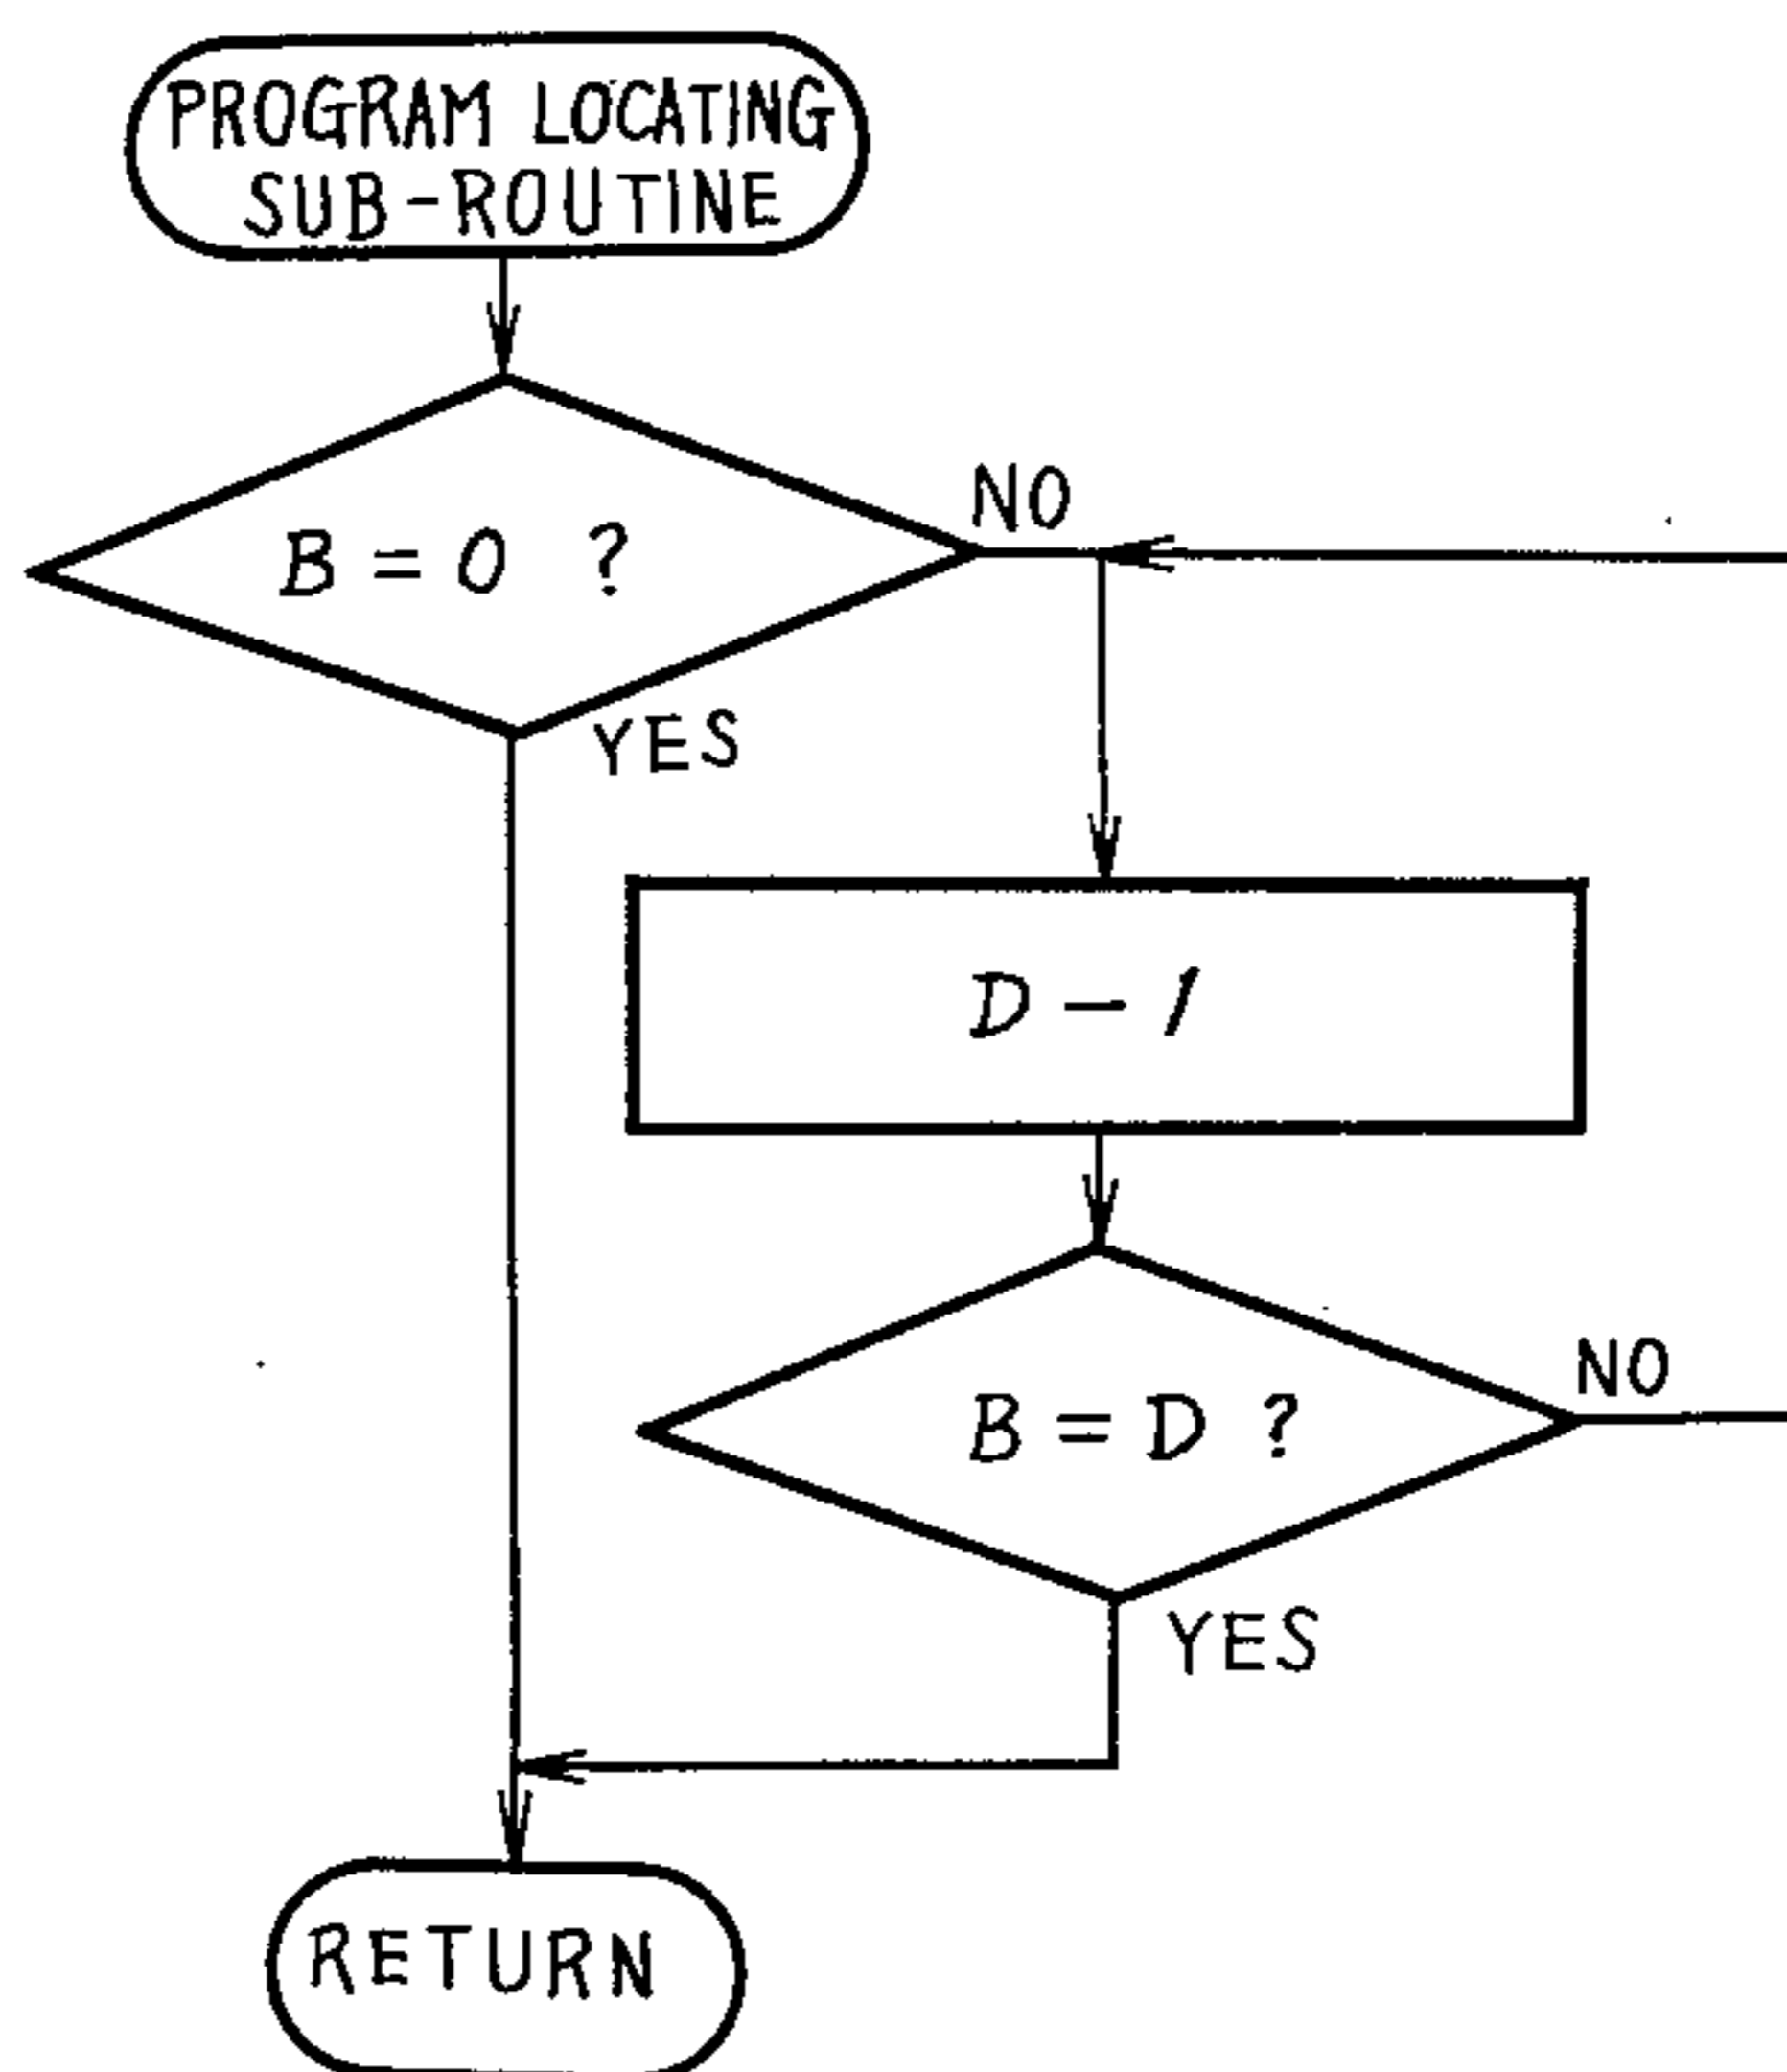 PROGRAM LOCATING
SUB-ROUTINE
B = 0 ?
NO
YES
D - 1
B = D ?
NO
YES
RETURN